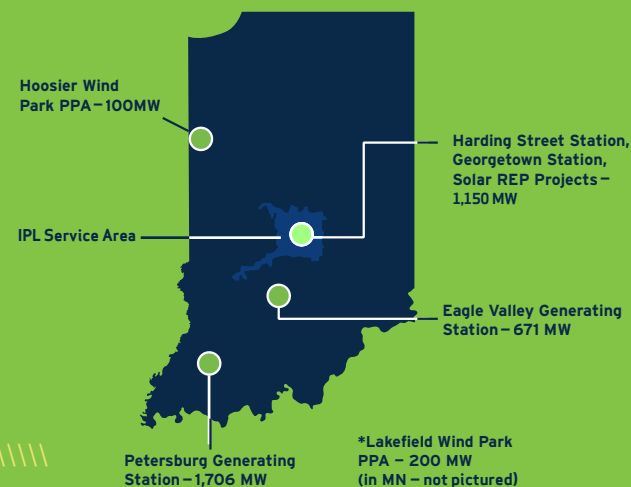 Hoosier Wind
Park PPA – 100MW
Harding Street Station,
Georgetown Station,
Solar REP Projects –
1,150 MW
IPL Service Area
Eagle Valley Generating
Station – 671 MW
Petersburg Generating
Station – 1,706 MW
*Lakefield Wind Park
PPA – 200 MW
(in MN – not pictured)